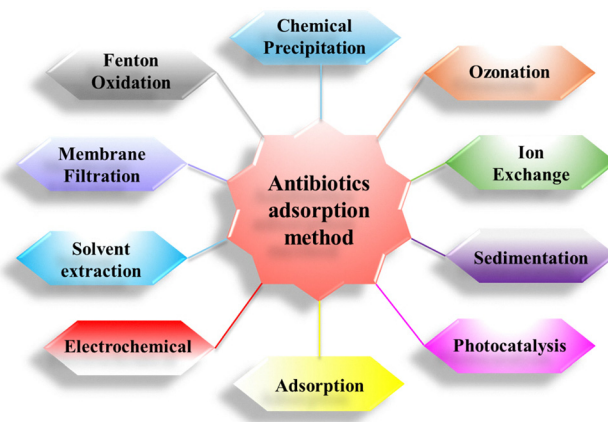 Chemical
Precipitation
Fenton
Oxidation
Ozonation
Membrane
Filtration
Ion
Exchange
Antibiotics
adsorption
method
Solvent
extraction
Sedimentation
Electrochemical
Photocatalysis
Adsorption